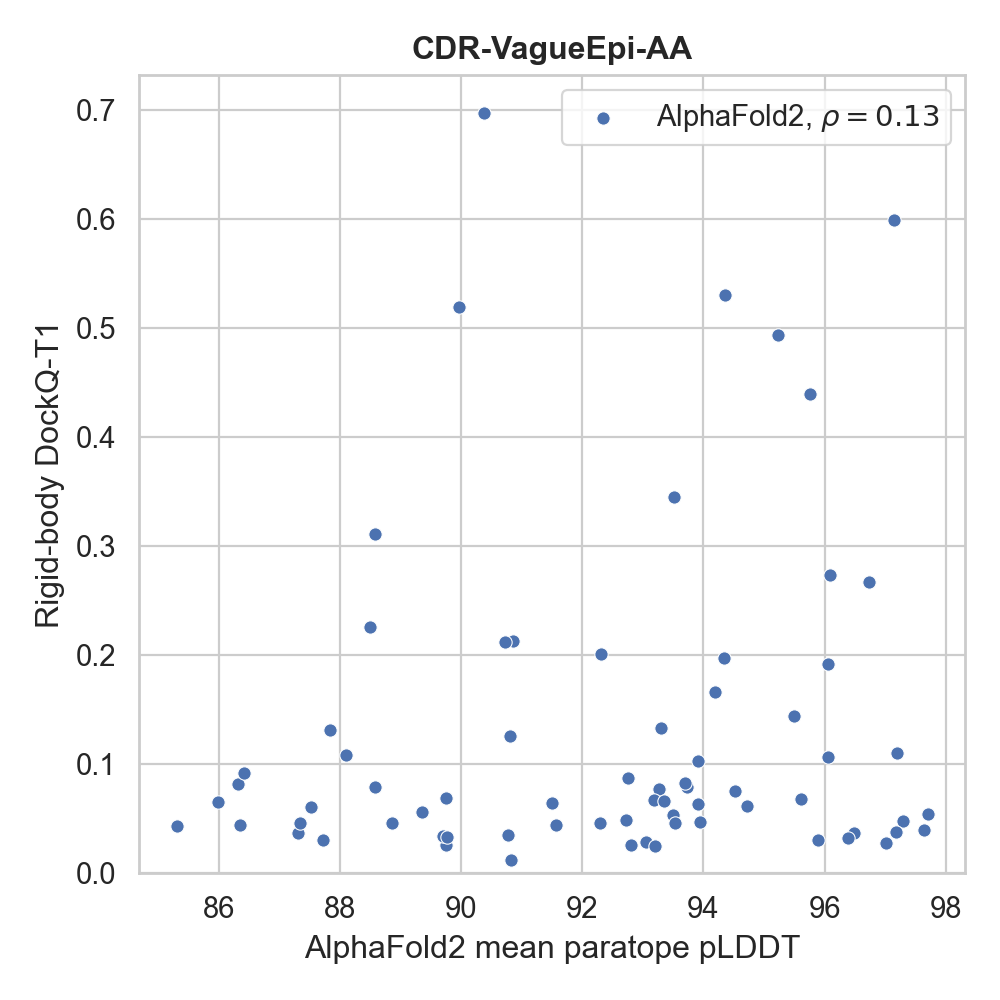 CDR-VagueEpi-AA
AlphaFold2, ρ = 0.13
Rigid-body DockQ-T1
0.7
0.6
0.5
0.4
0.3
0.2
0.1
0.0
86 88 90 92 94 96 98
AlphaFold2 mean paratope pLDDT